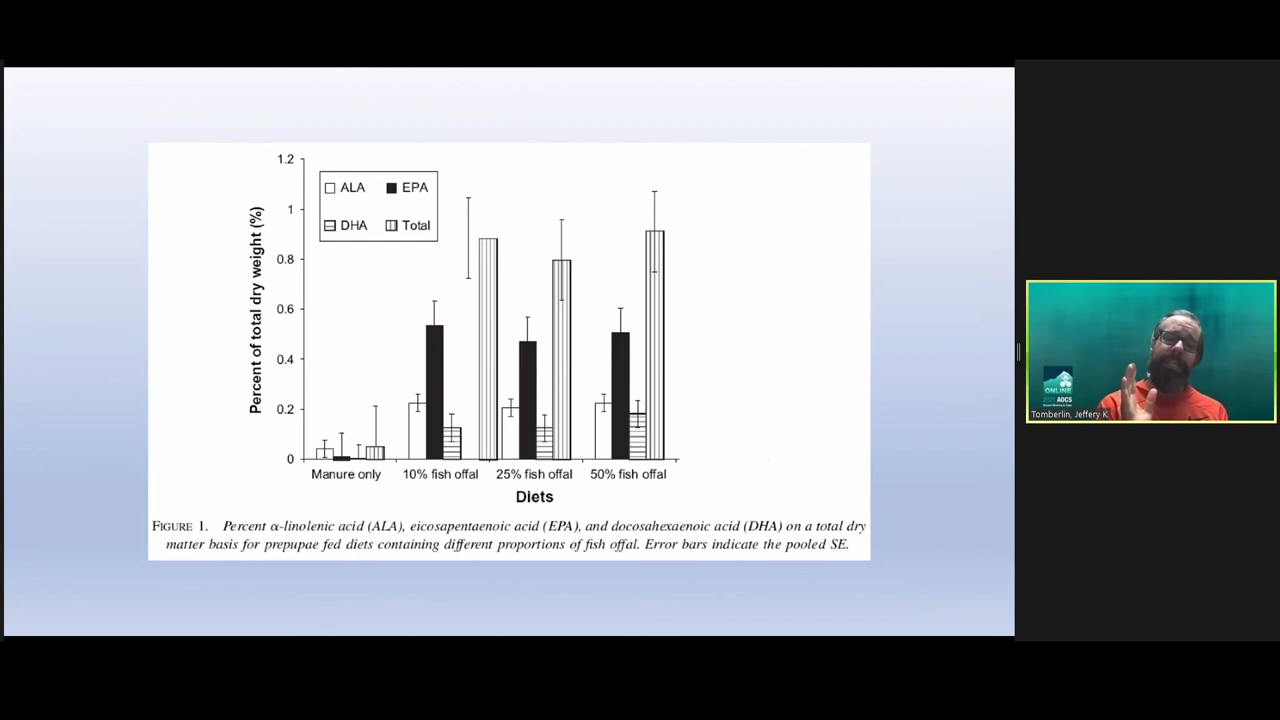 1.2
1
0.8
0.6
0.4
0.2
0
Percent of total dry weight (%)
ALA EPA
DHA Total
Manure only 10% fish offal 25% fish offal 50% fish offal
Diets
FIGURE 1. Percent α-linolenic acid (ALA), eicosapentaenoic acid (EPA), and docosahexaenoic acid (DHA) on a total dry
matter basis for prepupae fed diets containing different proportions of fish offal. Error bars indicate the pooled SE.
ONLINE
AOCS
Tomberlin, Jeffery K